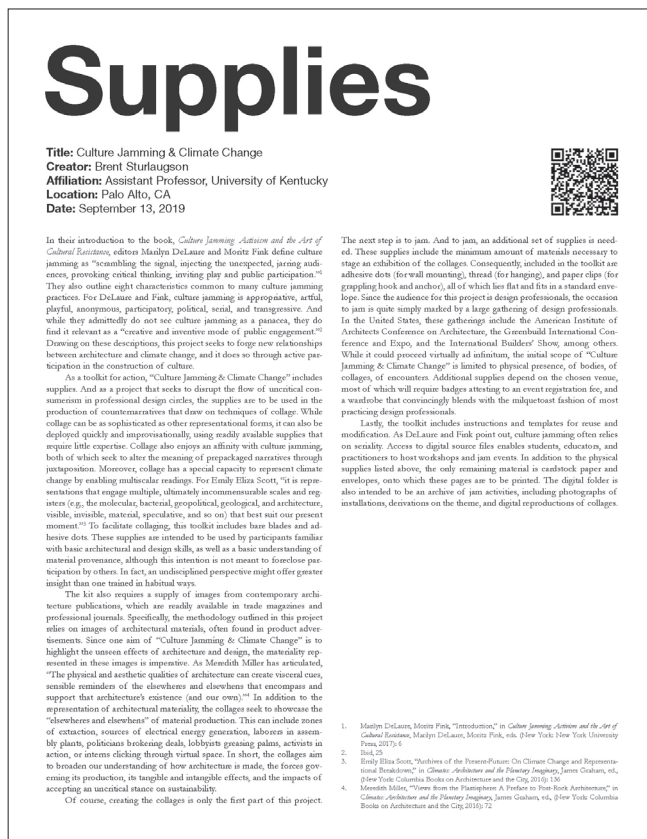 Supplies
Title: Culture Jamming & Climate Change
Creator: Brent Sturlaugson
Affiliation: Assistant Professor, University of Kentucky
Location: Palo Alto, CA
Date: September 13, 2019
In their introduction to the book, Culture Jamming: Activism and the Art of
Cultural Resistance, editors Marilyn DeLaure and Moritz Fink define culture
jamming as “scrambling the signal, injecting the unexpected, jarring audi-
ences, provoking critical thinking, inviting play and public participation.”1
They also outline eight characteristics common to many culture jamming
practices. For DeLaure and Fink, culture jamming is appropriative, artful,
playful, anonymous, participatory, political, serial, and transgressive. And
while they admittedly do not see culture jamming as a panacea, they do
find it relevant as a “creative and inventive mode of public engagement.”2
Drawing on these descriptions, this project seeks to forge new relationships
between architecture and climate change, and it does so through active par-
ticipation in the construction of culture.
As a toolkit for action, “Culture Jamming & Climate Change” includes
supplies. And as a project that seeks to disrupt the flow of uncritical con-
sumerism in professional design circles, the supplies are to be used in the
production of counternarratives that draw on techniques of collage. While
collage can be as sophisticated as other representational forms, it can also be
deployed quickly and improvisationally, using readily available supplies that
require little expertise. Collage also enjoys an affinity with culture jamming,
both of which seek to alter the meaning of prepackaged narratives through
juxtaposition. Moreover, collage has a special capacity to represent climate
change by enabling multiscalar readings. For Emily Eliza Scott, “it is repre-
sentations that engage multiple, ultimately incommensurable scales and reg-
isters (e.g., the molecular, bacterial, geopolitical, geological, and architecture,
visible, invisible, material, speculative, and so on) that best suit our present
moment.”3 To facilitate collaging, this toolkit includes bare blades and ad-
hesive dots. These supplies are intended to be used by participants familiar
with basic architectural and design skills, as well as a basic understanding of
material provenance, although this intention is not meant to foreclose par-
ticipation by others. In fact, an undisciplined perspective might offer greater
insight than one trained in habitual ways.
The kit also requires a supply of images from contemporary archi-
tecture publications, which are readily available in trade magazines and
professional journals. Specifically, the methodology outlined in this project
relies on images of architectural materials, often found in product adver-
tisements. Since one aim of “Culture Jamming & Climate Change” is to
highlight the unseen effects of architecture and design, the materiality rep-
resented in these images is imperative. As Meredith Miller has articulated,
“The physical and aesthetic qualities of architecture can create visceral cues,
sensible reminders of the elsewheres and elsewhens that encompass and
support that architecture’s existence (and our own).”4 In addition to the
representation of architectural materiality, the collages seek to showcase the
“elsewheres and elsewhens” of material production. This can include zones
of extraction, sources of electrical energy generation, laborers in assem-
bly plants, politicians brokering deals, lobbyists greasing palms, activists in
action, or interns clicking through virtual space. In short, the collages aim
to broaden our understanding of how architecture is made, the forces gov-
erning its production, its tangible and intangible effects, and the impacts of
accepting an uncritical stance on sustainability.
Of course, creating the collages is only the first part of this project.
The next step is to jam. And to jam, an additional set of supplies is need-
ed. These supplies include the minimum amount of materials necessary to
stage an exhibition of the collages. Consequently, included in the toolkit are
adhesive dots (for wall mounting), thread (for hanging), and paper clips (for
grappling hook and anchor), all of which lies flat and fits in a standard enve-
lope. Since the audience for this project is design professionals, the occasion
to jam is quite simply marked by a large gathering of design professionals.
In the United States, these gatherings include the American Institute of
Architects Conference on Architecture, the Greenbuild International Con-
ference and Expo, and the International Builders’ Show, among others.
While it could proceed virtually ad infinitum, the initial scope of “Culture
Jamming & Climate Change” is limited to physical presence, of bodies, of
collages, of encounters. Additional supplies depend on the chosen venue,
most of which will require badges attesting to an event registration fee, and
a wardrobe that convincingly blends with the milquetoast fashion of most
practicing design professionals.
Lastly, the toolkit includes instructions and templates for reuse and
modification. As DeLaure and Fink point out, culture jamming often relies
on seriality. Access to digital source files enables students, educators, and
practitioners to host workshops and jam events. In addition to the physical
supplies listed above, the only remaining material is cardstock paper and
envelopes, onto which these pages are to be printed. The digital folder is
also intended to be an archive of jam activities, including photographs of
installations, derivations on the theme, and digital reproductions of collages.
1. Marilyn DeLaure, Moritz Fink, “Introduction,” in Culture Jamming: Activism and the Art of
Cultural Resistance, Marilyn DeLaure, Moritz Fink, eds. (New York: New York University
Press, 2017): 6
2. Ibid, 25
3. Emily Eliza Scott, “Archives of the Present-Future: On Climate Change and Representa-
tional Breakdown,” in Climates: Architecture and the Planetary Imaginary, James Graham, ed.,
(New York: Columbia Books on Architecture and the City, 2016): 136
4. Meredith Miller, “Views from the Plastisphere: A Preface to Post-Rock Architecture,” in
Climates: Architecture and the Planetary Imaginary, James Graham, ed., (New York: Columbia
Books on Architecture and the City, 2016): 72